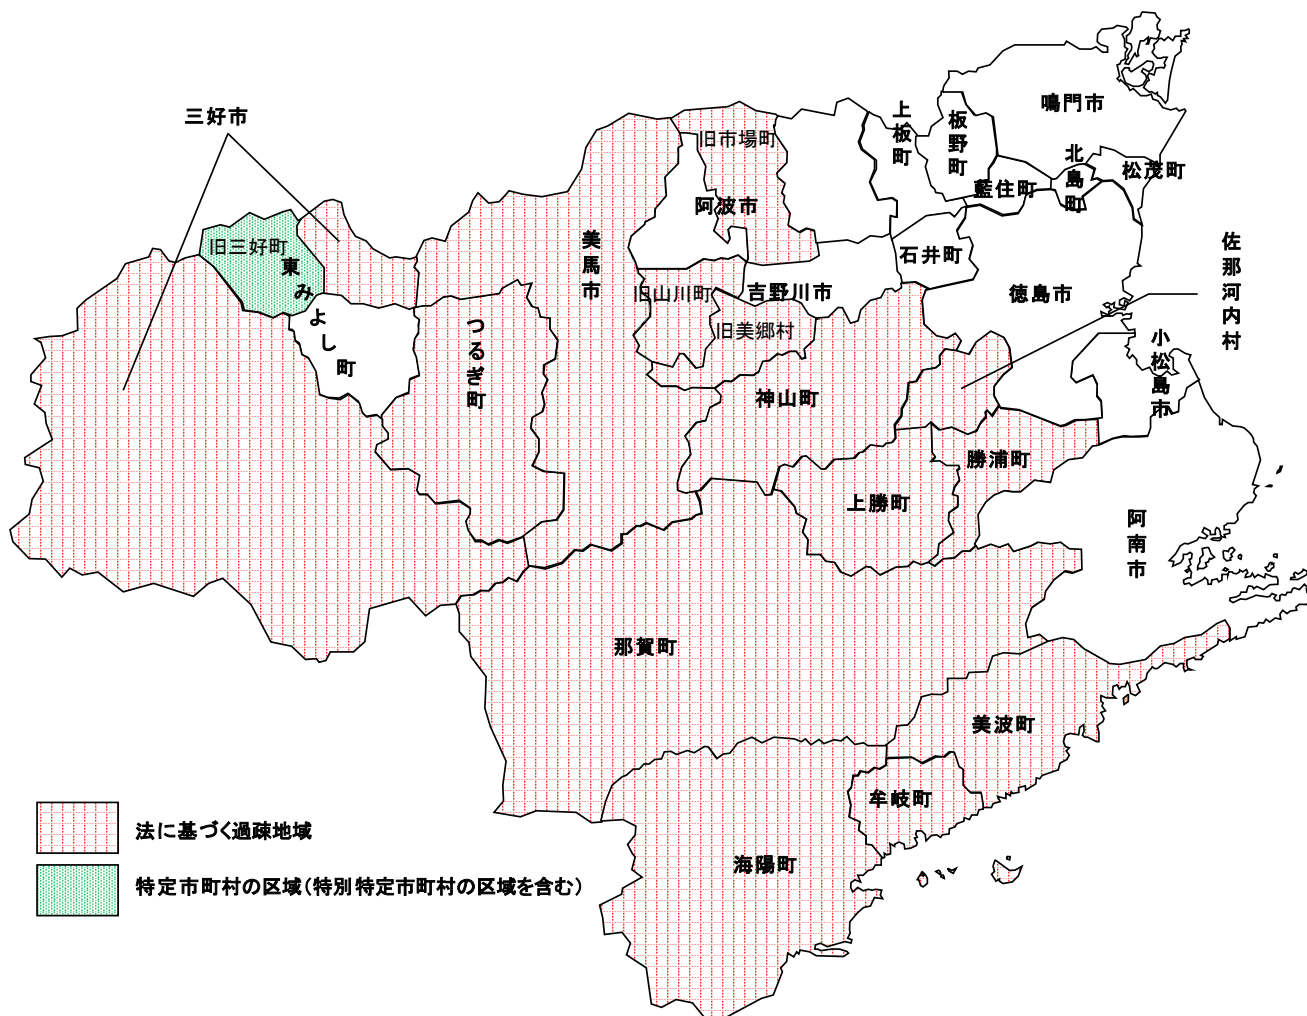 三好市
鳴門市
上板町
板野町
北島町
松茂町
藍住町
旧市場町
阿波市
美馬市
旧三好町
東みよし町
石井町
佐那河内村
徳島市
旧山川町
吉野川市
旧美郷村
小松島市
つるぎ町
神山町
勝浦町
上勝町
阿南市
那賀町
美波町
牟岐町
海陽町
法に基づく過疎地域
特定市町村の区域(特別特定市町村の区域を含む)